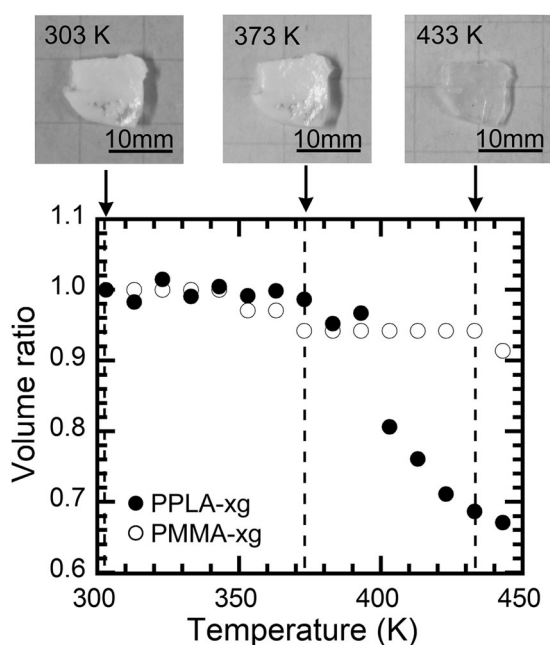 303 K
373 K
433 K
10mm
10mm
10mm
1.1
1.0
0.9
0.8
0.7
0.6
Volume ratio
PPLA-xg
PMMA-xg
300
350
400
450
Temperature (K)